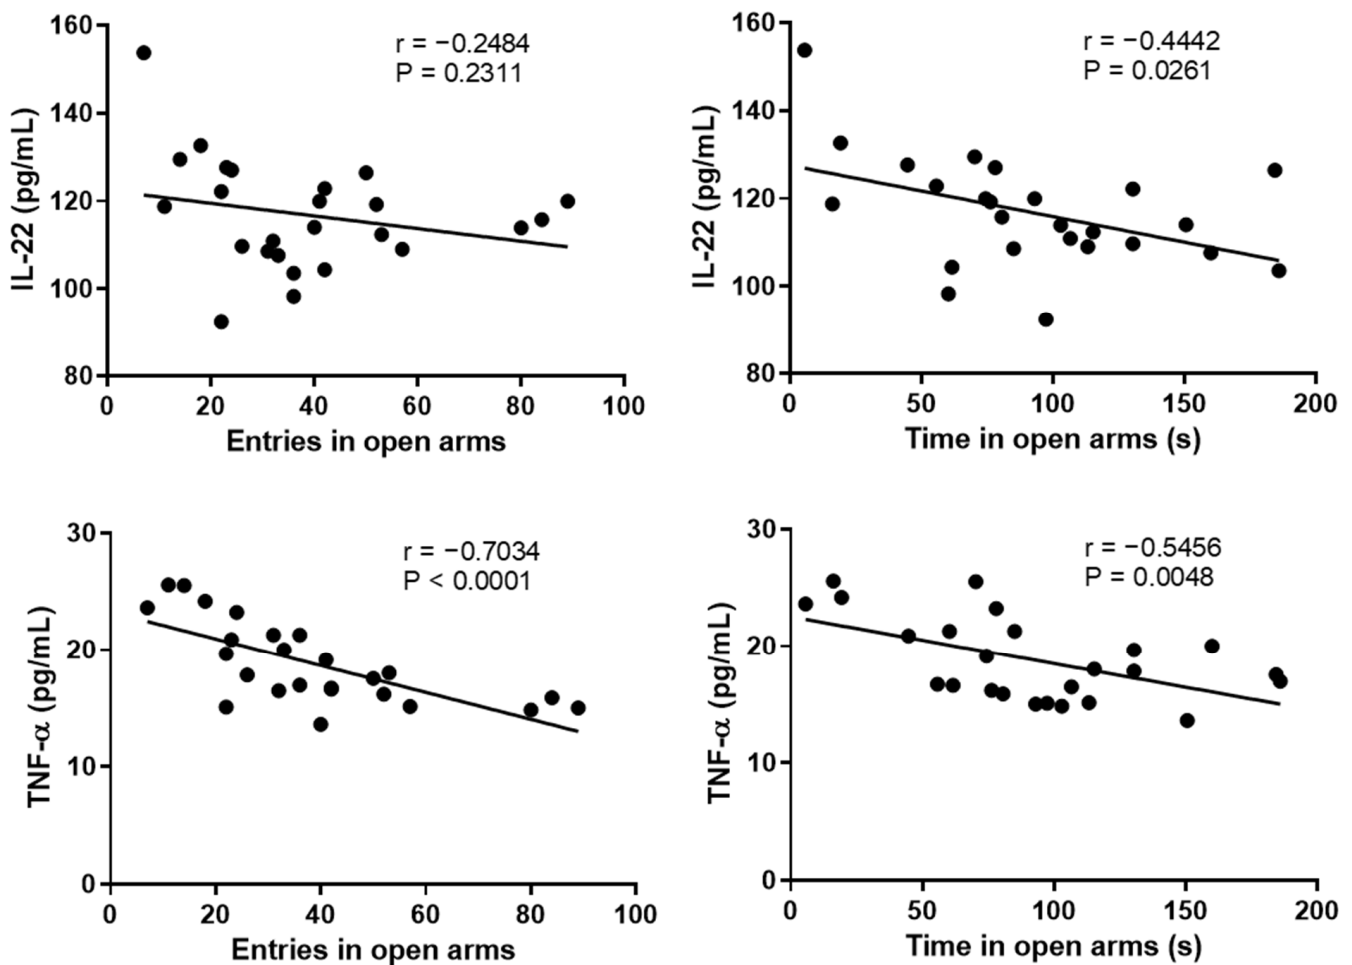 160
140
120
100
80
IL-22 (pg/mL)
r = −0.2484
P = 0.2311
0 20 40 60 80 100
Entries in open arms
160
140
120
100
80
IL-22 (pg/mL)
r = −0.4442
P = 0.0261
0 50 100 150 200
Time in open arms (s)
30
20
10
0
TNF-α (pg/mL)
r = −0.7034
P < 0.0001
0 20 40 60 80 100
Entries in open arms
30
20
10
0
TNF-α (pg/mL)
r = −0.5456
P = 0.0048
0 50 100 150 200
Time in open arms (s)